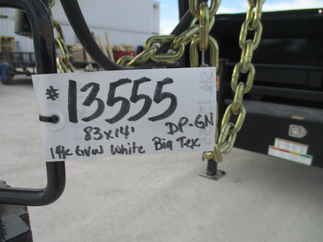 * 13555
83x14' DP-GN
14k GVW White Big Tex